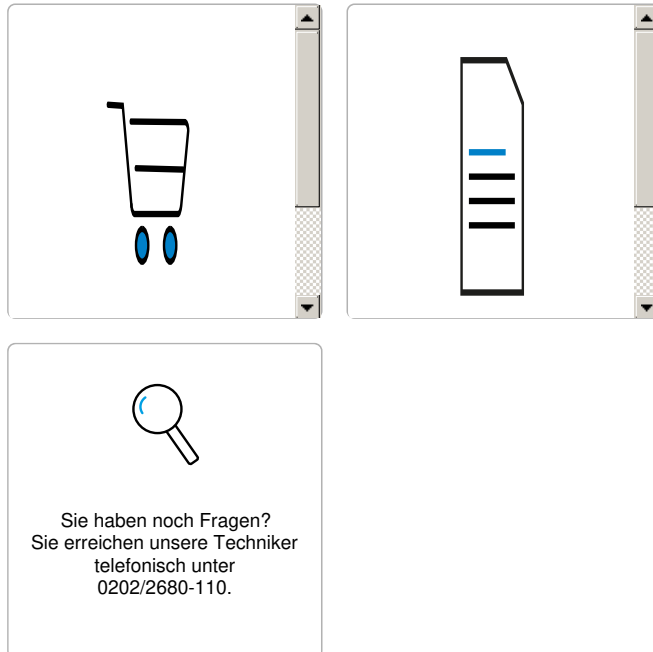 Sie haben noch Fragen?
Sie erreichen unsere Techniker
telefonisch unter
0202/2680-110.